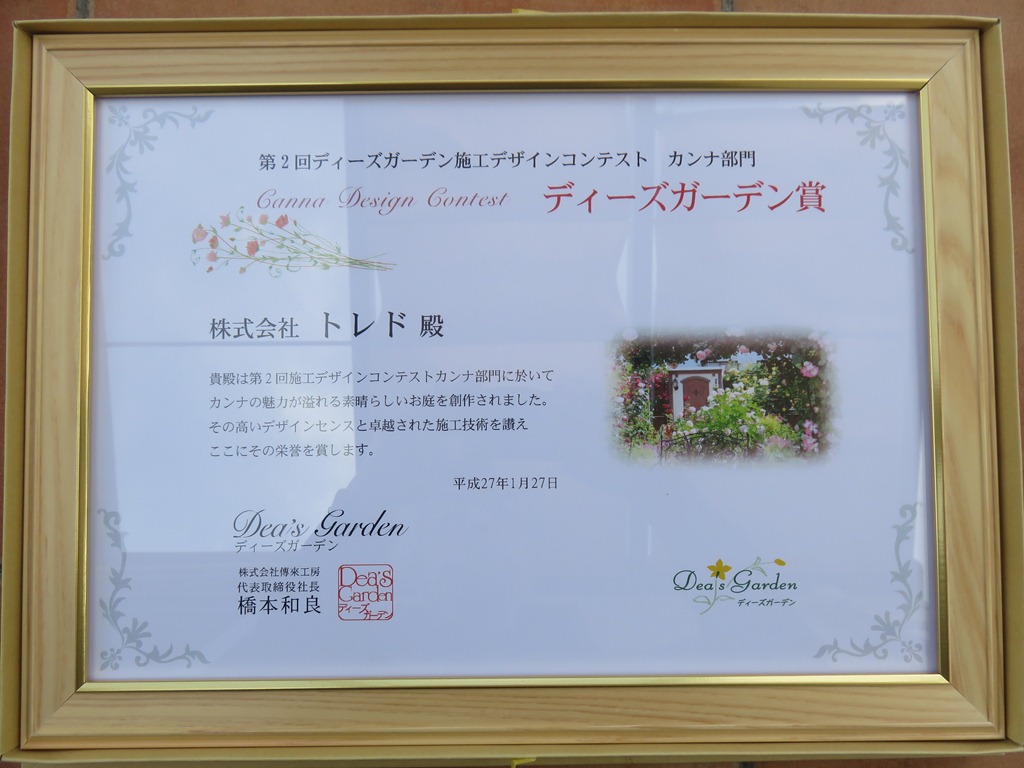 第2回ディーズガーデン施工デザインコンテスト　カンナ部門
Canna Design Contest ディーズガーデン賞
株式会社 トレド 殿
貴殿は第2回施工デザインコンテストカンナ部門に於いて
カンナの魅力が溢れる素晴らしいお庭を創作されました。
その高いデザインセンスと卓越された施工技術を讃え
ここにその栄誉を賞します。
平成27年1月27日
Dea's Garden
ディーズガーデン
株式会社傳來工房
代表取締役社長
橋本和良
Dea's
Garden
ディーズ
ガーデン
Dea's Garden
ディーズガーデン